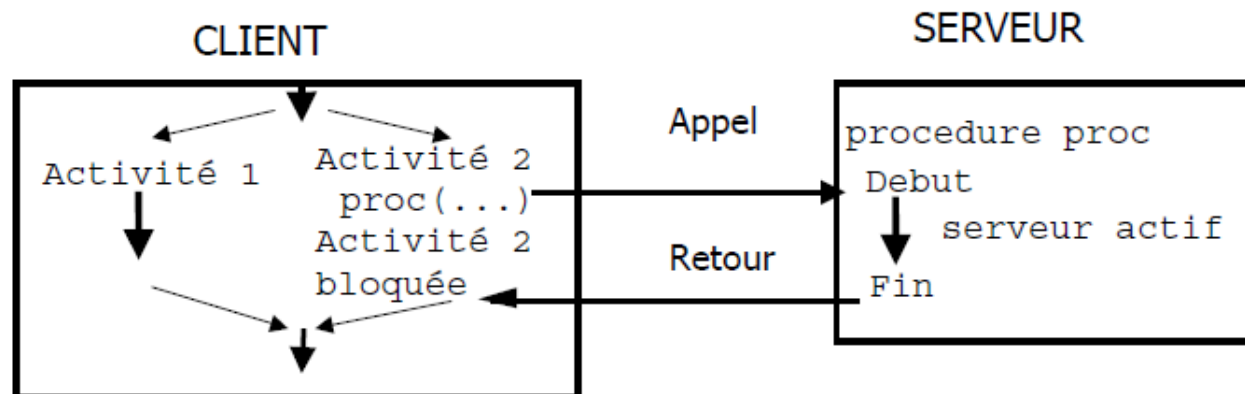 CLIENT
SERVEUR
Activité 1
Activité 2
proc(...)
Activité 2
bloquée
Appel
Retour
procedure proc
Debut
serveur actif
Fin